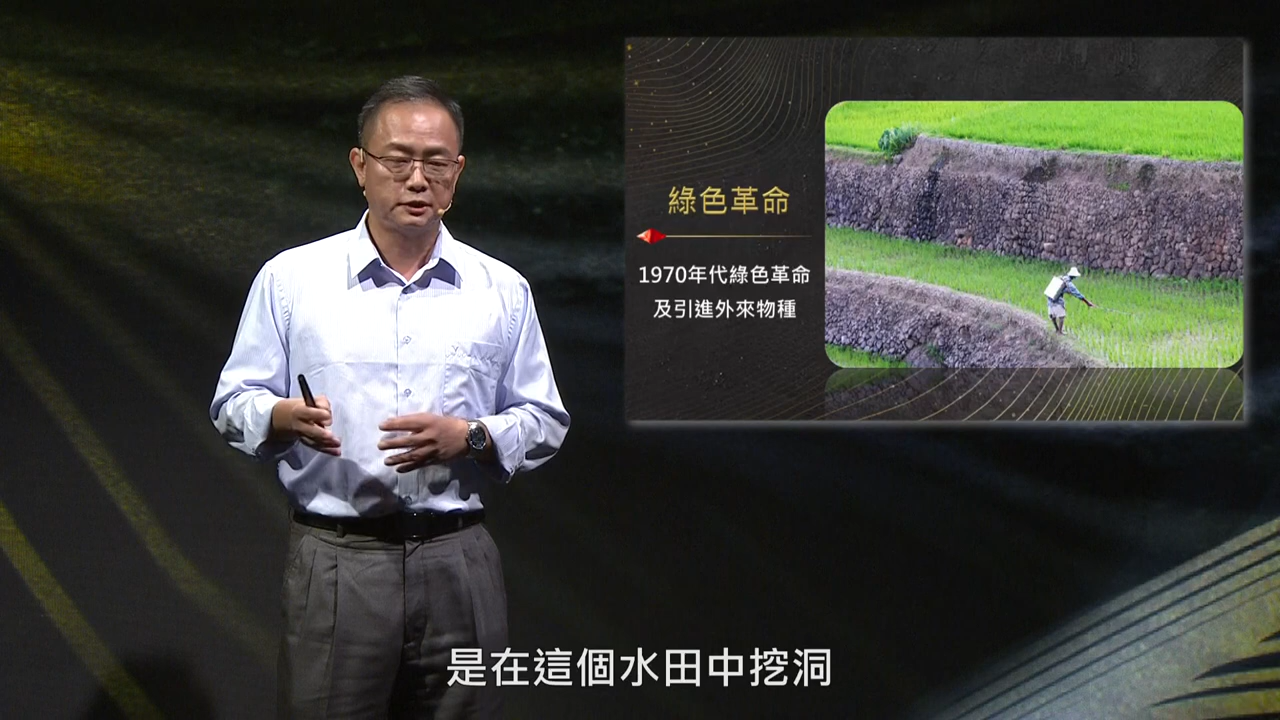 綠色革命
1970年代綠色革命
及引進外來物種
是在這個水田中挖洞